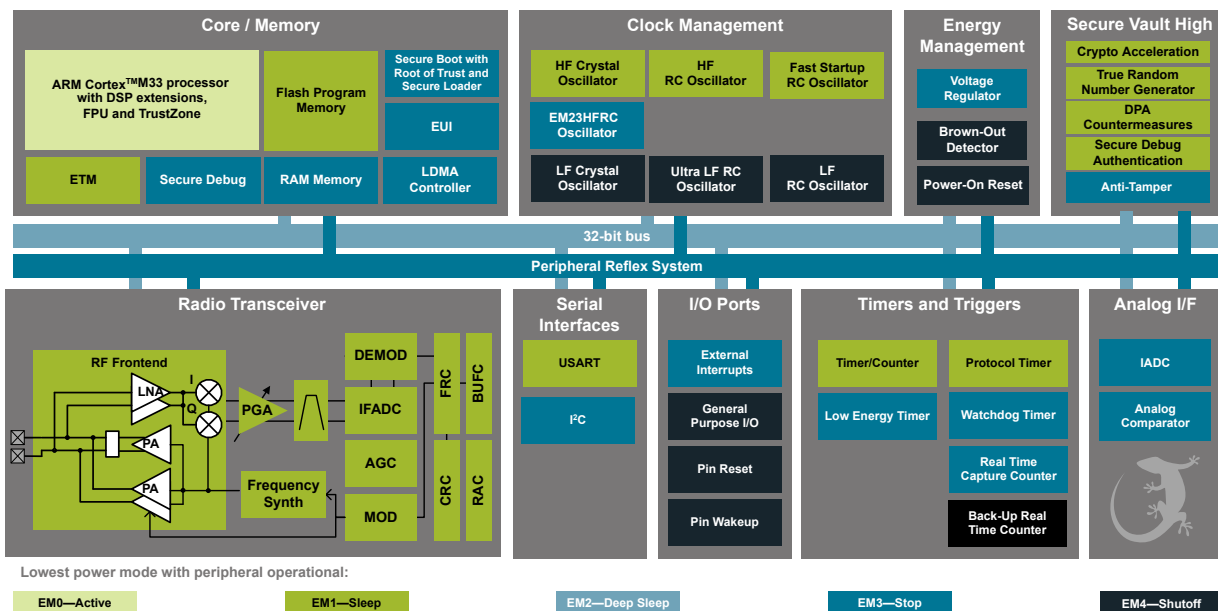 Core / Memory
ARM Cortex™M33 processor
with DSP extensions,
FPU and TrustZone
Flash Program
Memory
Secure Boot with
Root of Trust and
Secure Loader
EUI
ETM
Secure Debug
RAM Memory
LDMA
Controller
Clock Management
HF Crystal
Oscillator
HF
RC Oscillator
Fast Startup
RC Oscillator
EM23HFRC
Oscillator
LF Crystal
Oscillator
Ultra LF RC
Oscillator
LF
RC Oscillator
Energy
Management
Voltage
Regulator
Brown-Out
Detector
Power-On Reset
Secure Vault High
Crypto Acceleration
True Random
Number Generator
DPA
Countermeasures
Secure Debug
Authentication
Anti-Tamper
32-bit bus
Peripheral Reflex System
Radio Transceiver
RF Frontend
LNA
I
Q
PA
PA
PGA
Frequency
Synth
DEMOD
IFADC
AGC
MOD
FRC
BUFC
CRC
RAC
Serial
Interfaces
USART
I²C
I/O Ports
External
Interrupts
General
Purpose I/O
Pin Reset
Pin Wakeup
Timers and Triggers
Timer/Counter
Protocol Timer
Low Energy Timer
Watchdog Timer
Real Time
Capture Counter
Back-Up Real
Time Counter
Analog I/F
IADC
Analog
Comparator
Lowest power mode with peripheral operational:
EM0—Active
EM1—Sleep
EM2—Deep Sleep
EM3—Stop
EM4—Shutoff